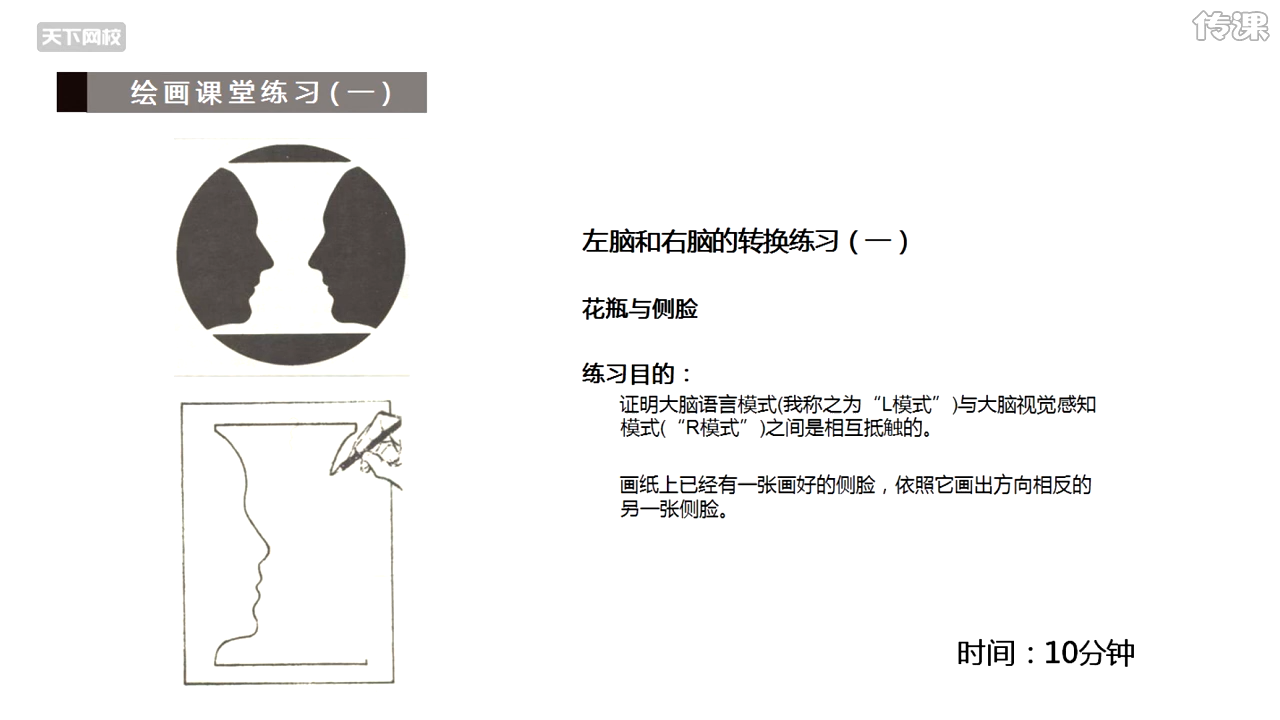 天下网校
传课
绘画课堂练习(一)
左脑和右脑的转换练习（一）
花瓶与侧脸
练习目的：
证明大脑语言模式(我称之为“L模式”)与大脑视觉感知
模式(“R模式”)之间是相互抵触的。
画纸上已经有一张画好的侧脸，依照它画出方向相反的
另一张侧脸。
时间：10分钟